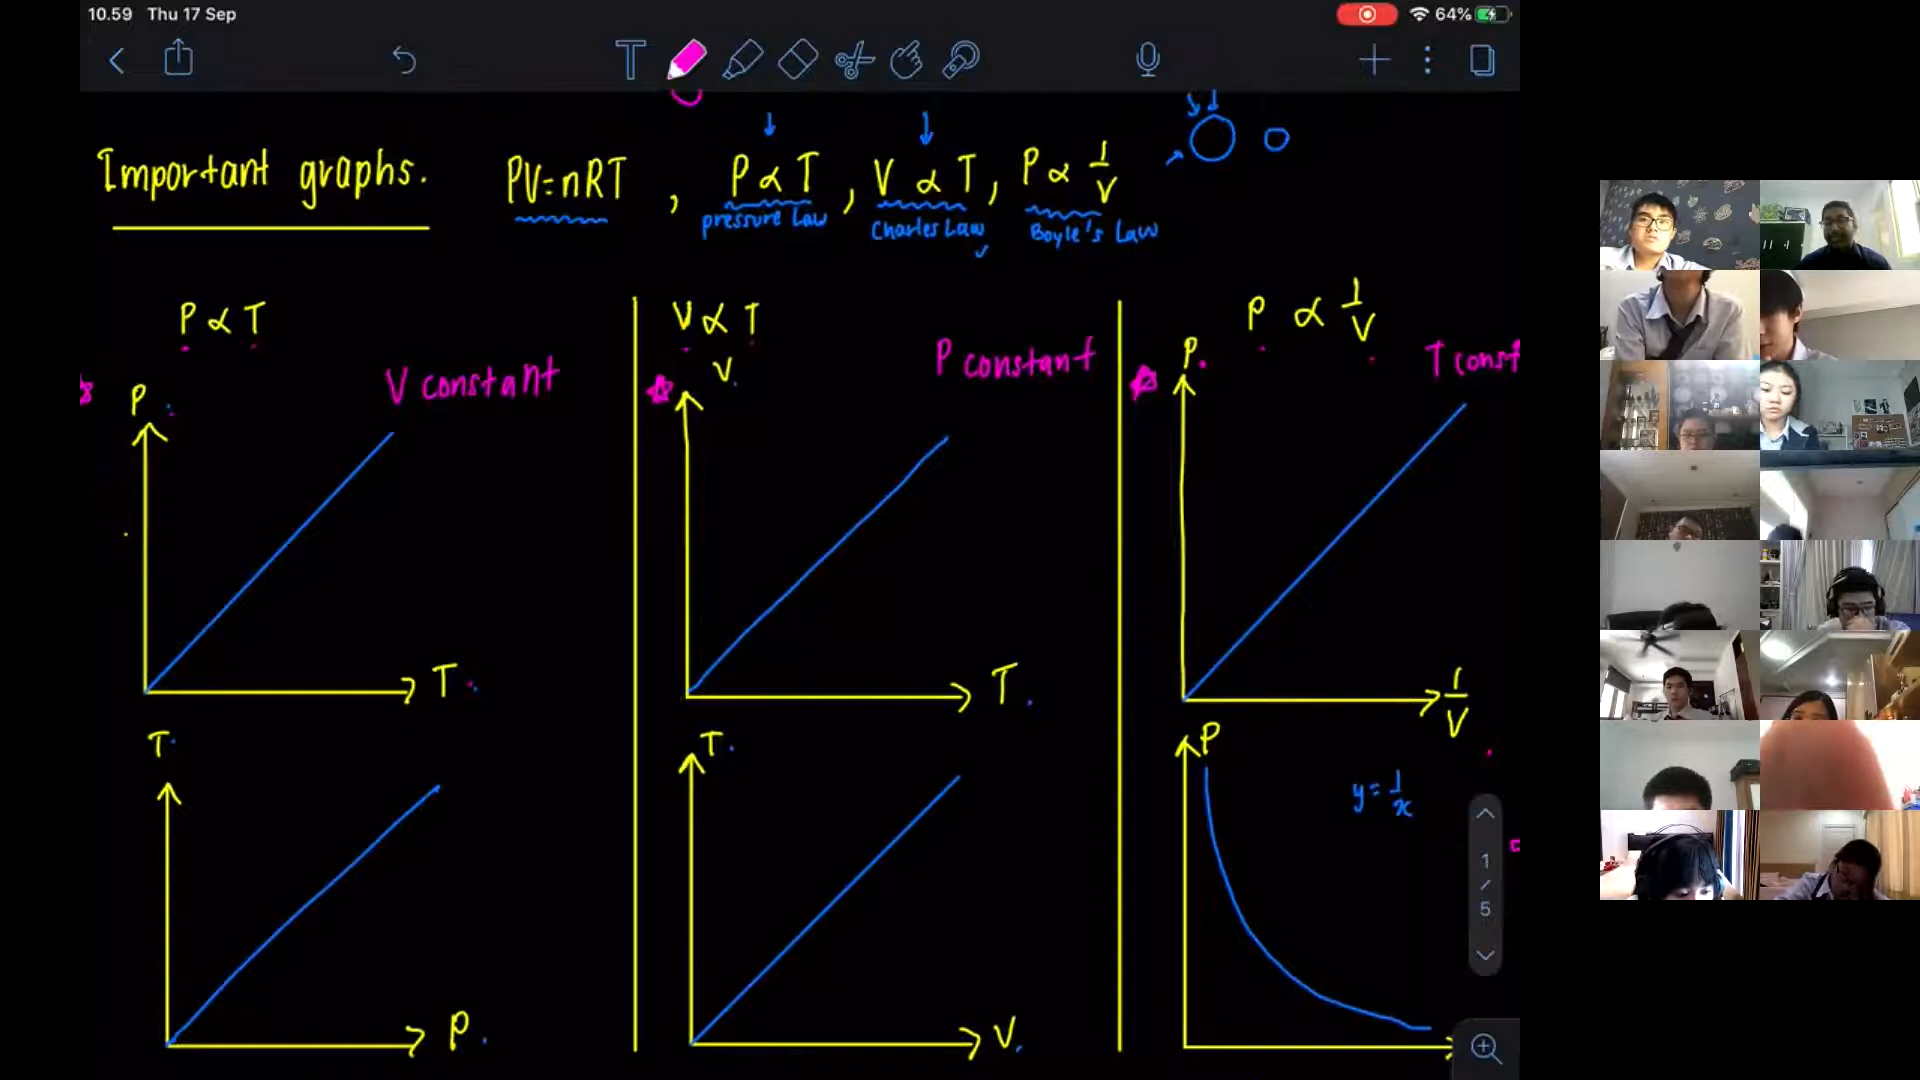 10.59 Thu 17 Sep 64%
T
Important graphs. PV=nRT, P ∝ T, V ∝ T, P ∝ 1/V
pressure Law Charles Law Boyle's Law
P ∝ T
V ∝ T
P ∝ 1/V
V constant
P constant
T const
P
T
V
T
P
1/V
T
P
T
V
P
y = 1/x
1
/
5